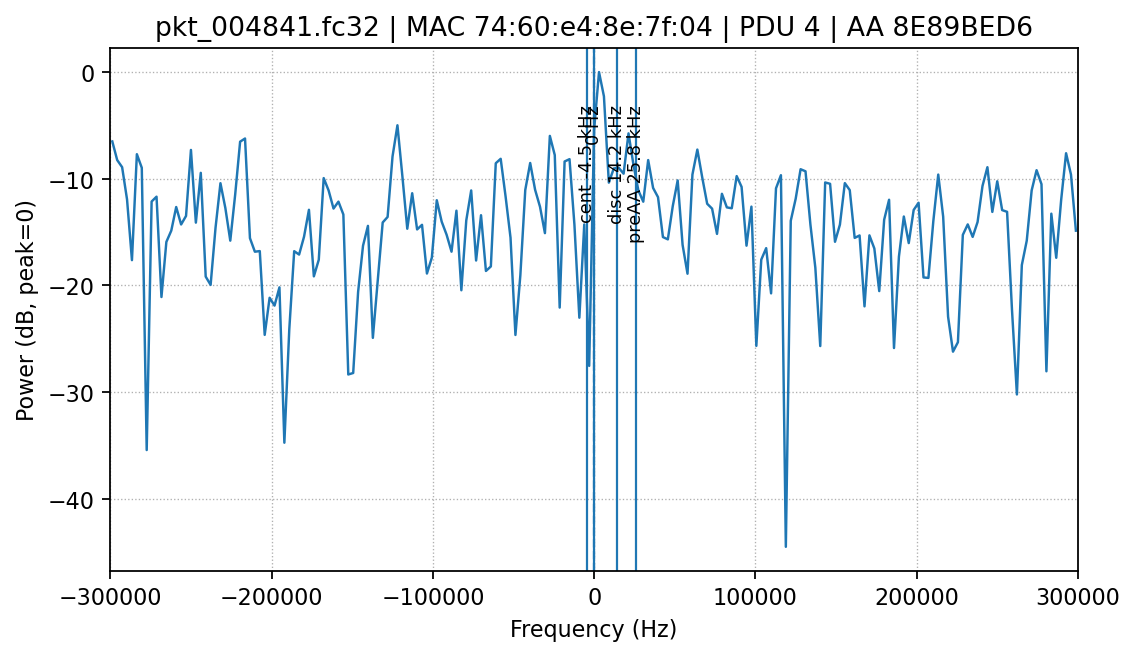 pkt_004841.fc32 | MAC 74:60:e4:8e:7f:04 | PDU 4 | AA 8E89BED6
Power (dB, peak=0)
0
−10
−20
−30
−40
cent -4.5 kHz
0 Hz
disc 14.2 kHz
preAA 25.8 kHz
−300000
−200000
−100000
0
100000
200000
300000
Frequency (Hz)